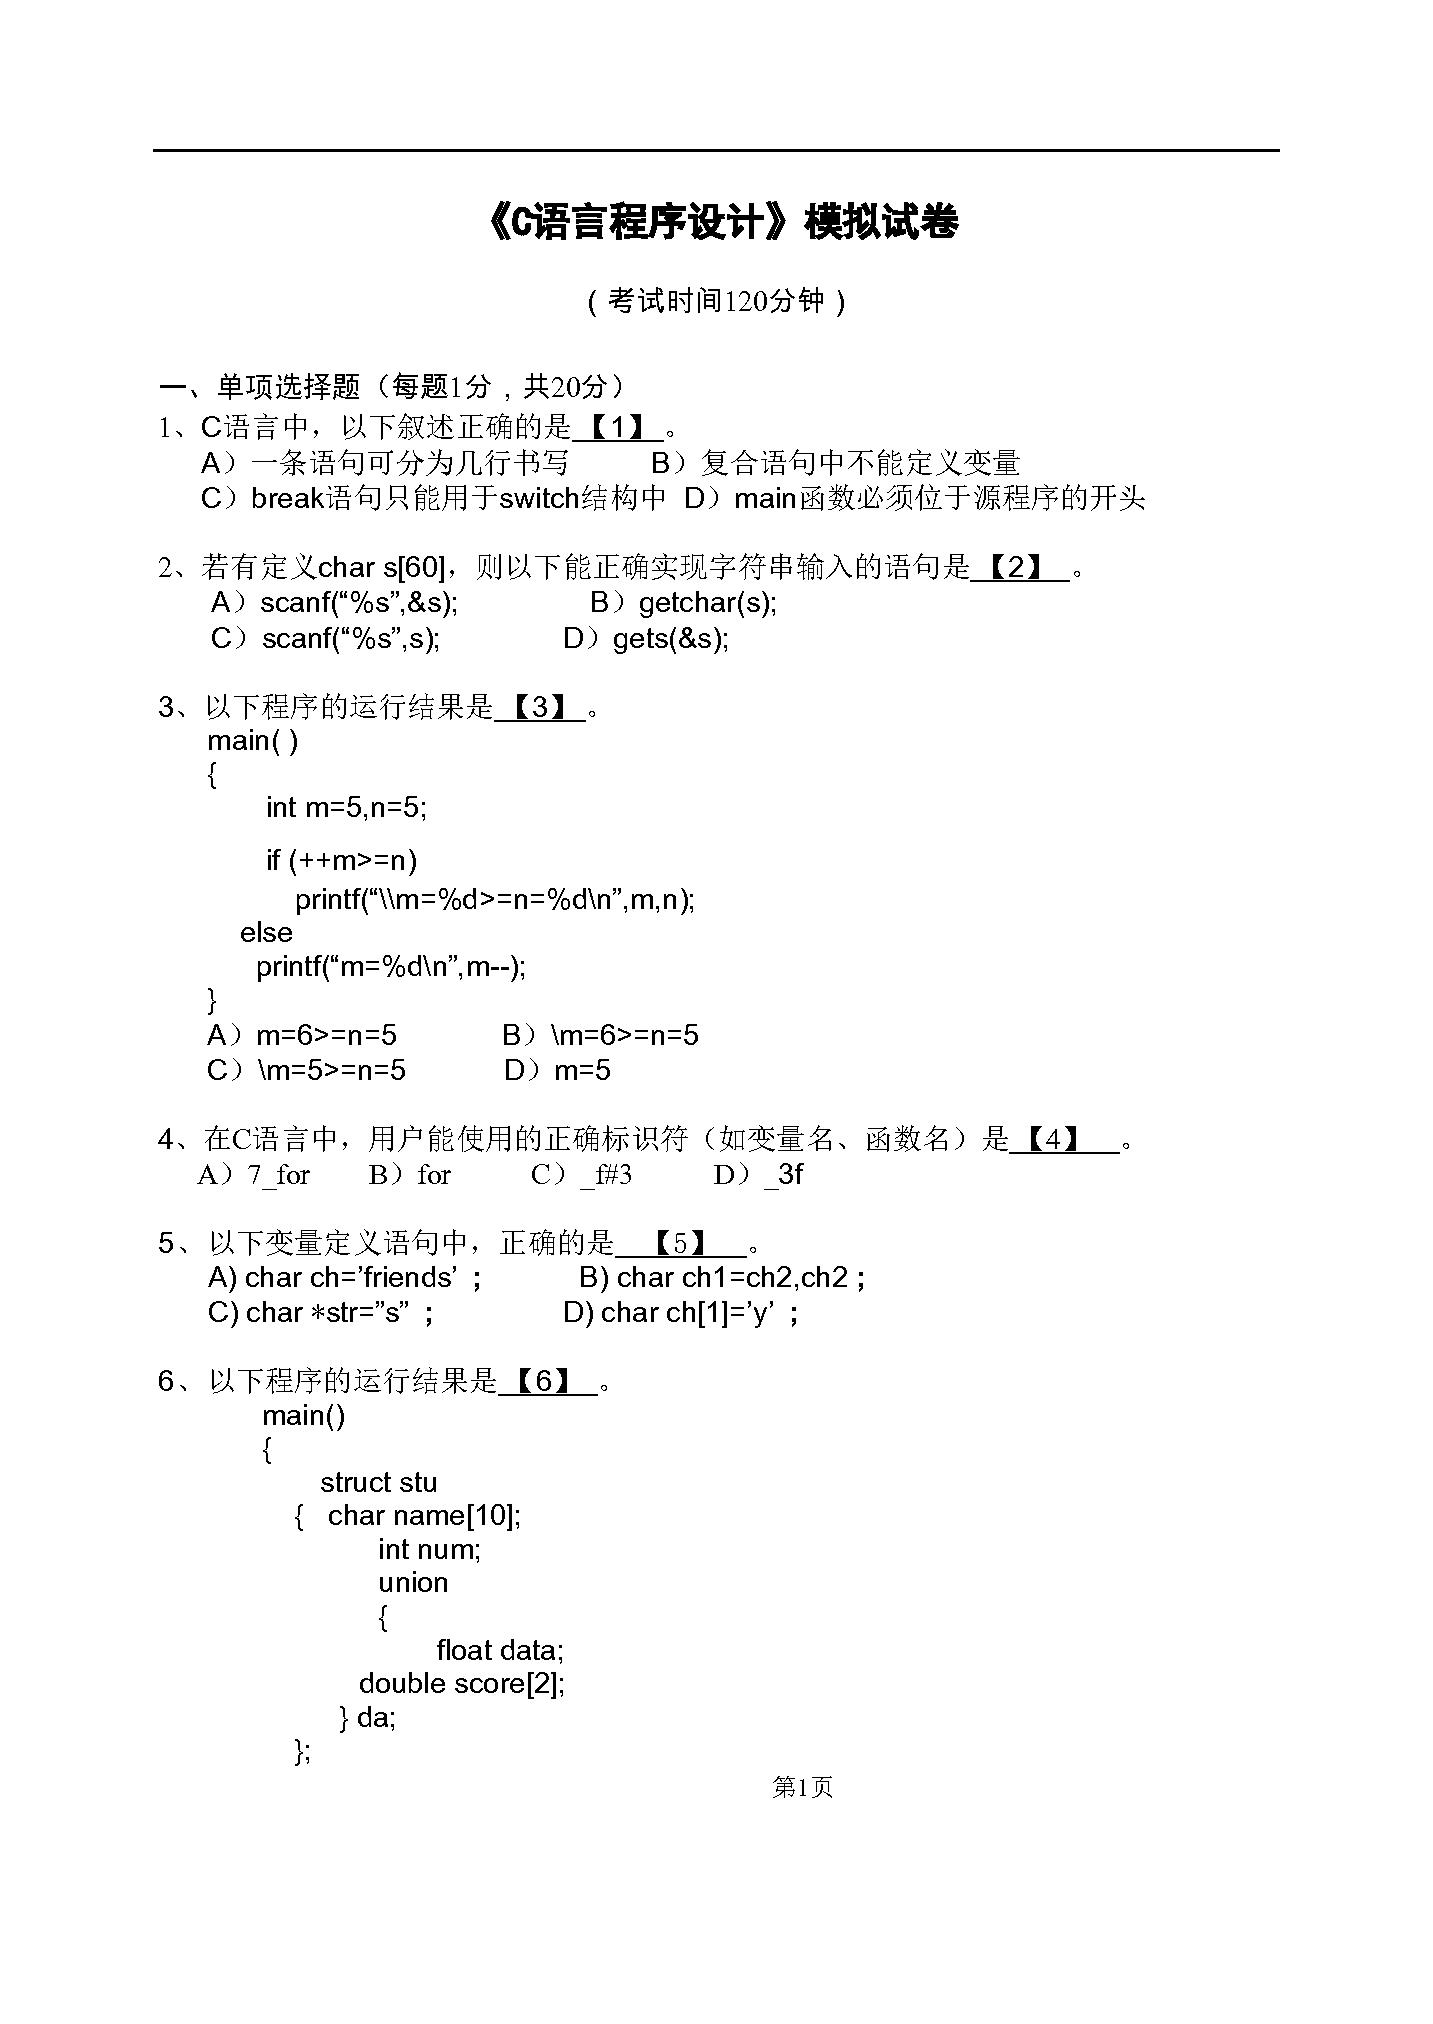 《C语言程序设计》模拟试卷
（考试时间120分钟）
一、单项选择题（每题1分，共20分）
1、C语言中，以下叙述正确的是 【1】 。
A）一条语句可分为几行书写 B）复合语句中不能定义变量
C）break语句只能用于switch结构中 D）main函数必须位于源程序的开头
2、若有定义char s[60]，则以下能正确实现字符串输入的语句是 【2】 。
A）scanf(“%s”,&s); B）getchar(s);
C）scanf(“%s”,s); D）gets(&s);
3、以下程序的运行结果是 【3】 。
main( )
{
int m=5,n=5;
if (++m>=n)
printf(“\\m=%d>=n=%d\n”,m,n);
else
printf(“m=%d\n”,m--);
}
A）m=6>=n=5 B）\m=6>=n=5
C）\m=5>=n=5 D）m=5
4、在C语言中，用户能使用的正确标识符（如变量名、函数名）是 【4】 。
A）7_for B）for C）_f#3 D）_3f
5、以下变量定义语句中，正确的是 【5】 。
A) char ch=’friends’； B) char ch1=ch2,ch2；
C) char *str=”s”； D) char ch[1]=’y’；
6、以下程序的运行结果是 【6】 。
main()
{
struct stu
{ char name[10];
int num;
union
{
float data;
double score[2];
} da;
};
第1页